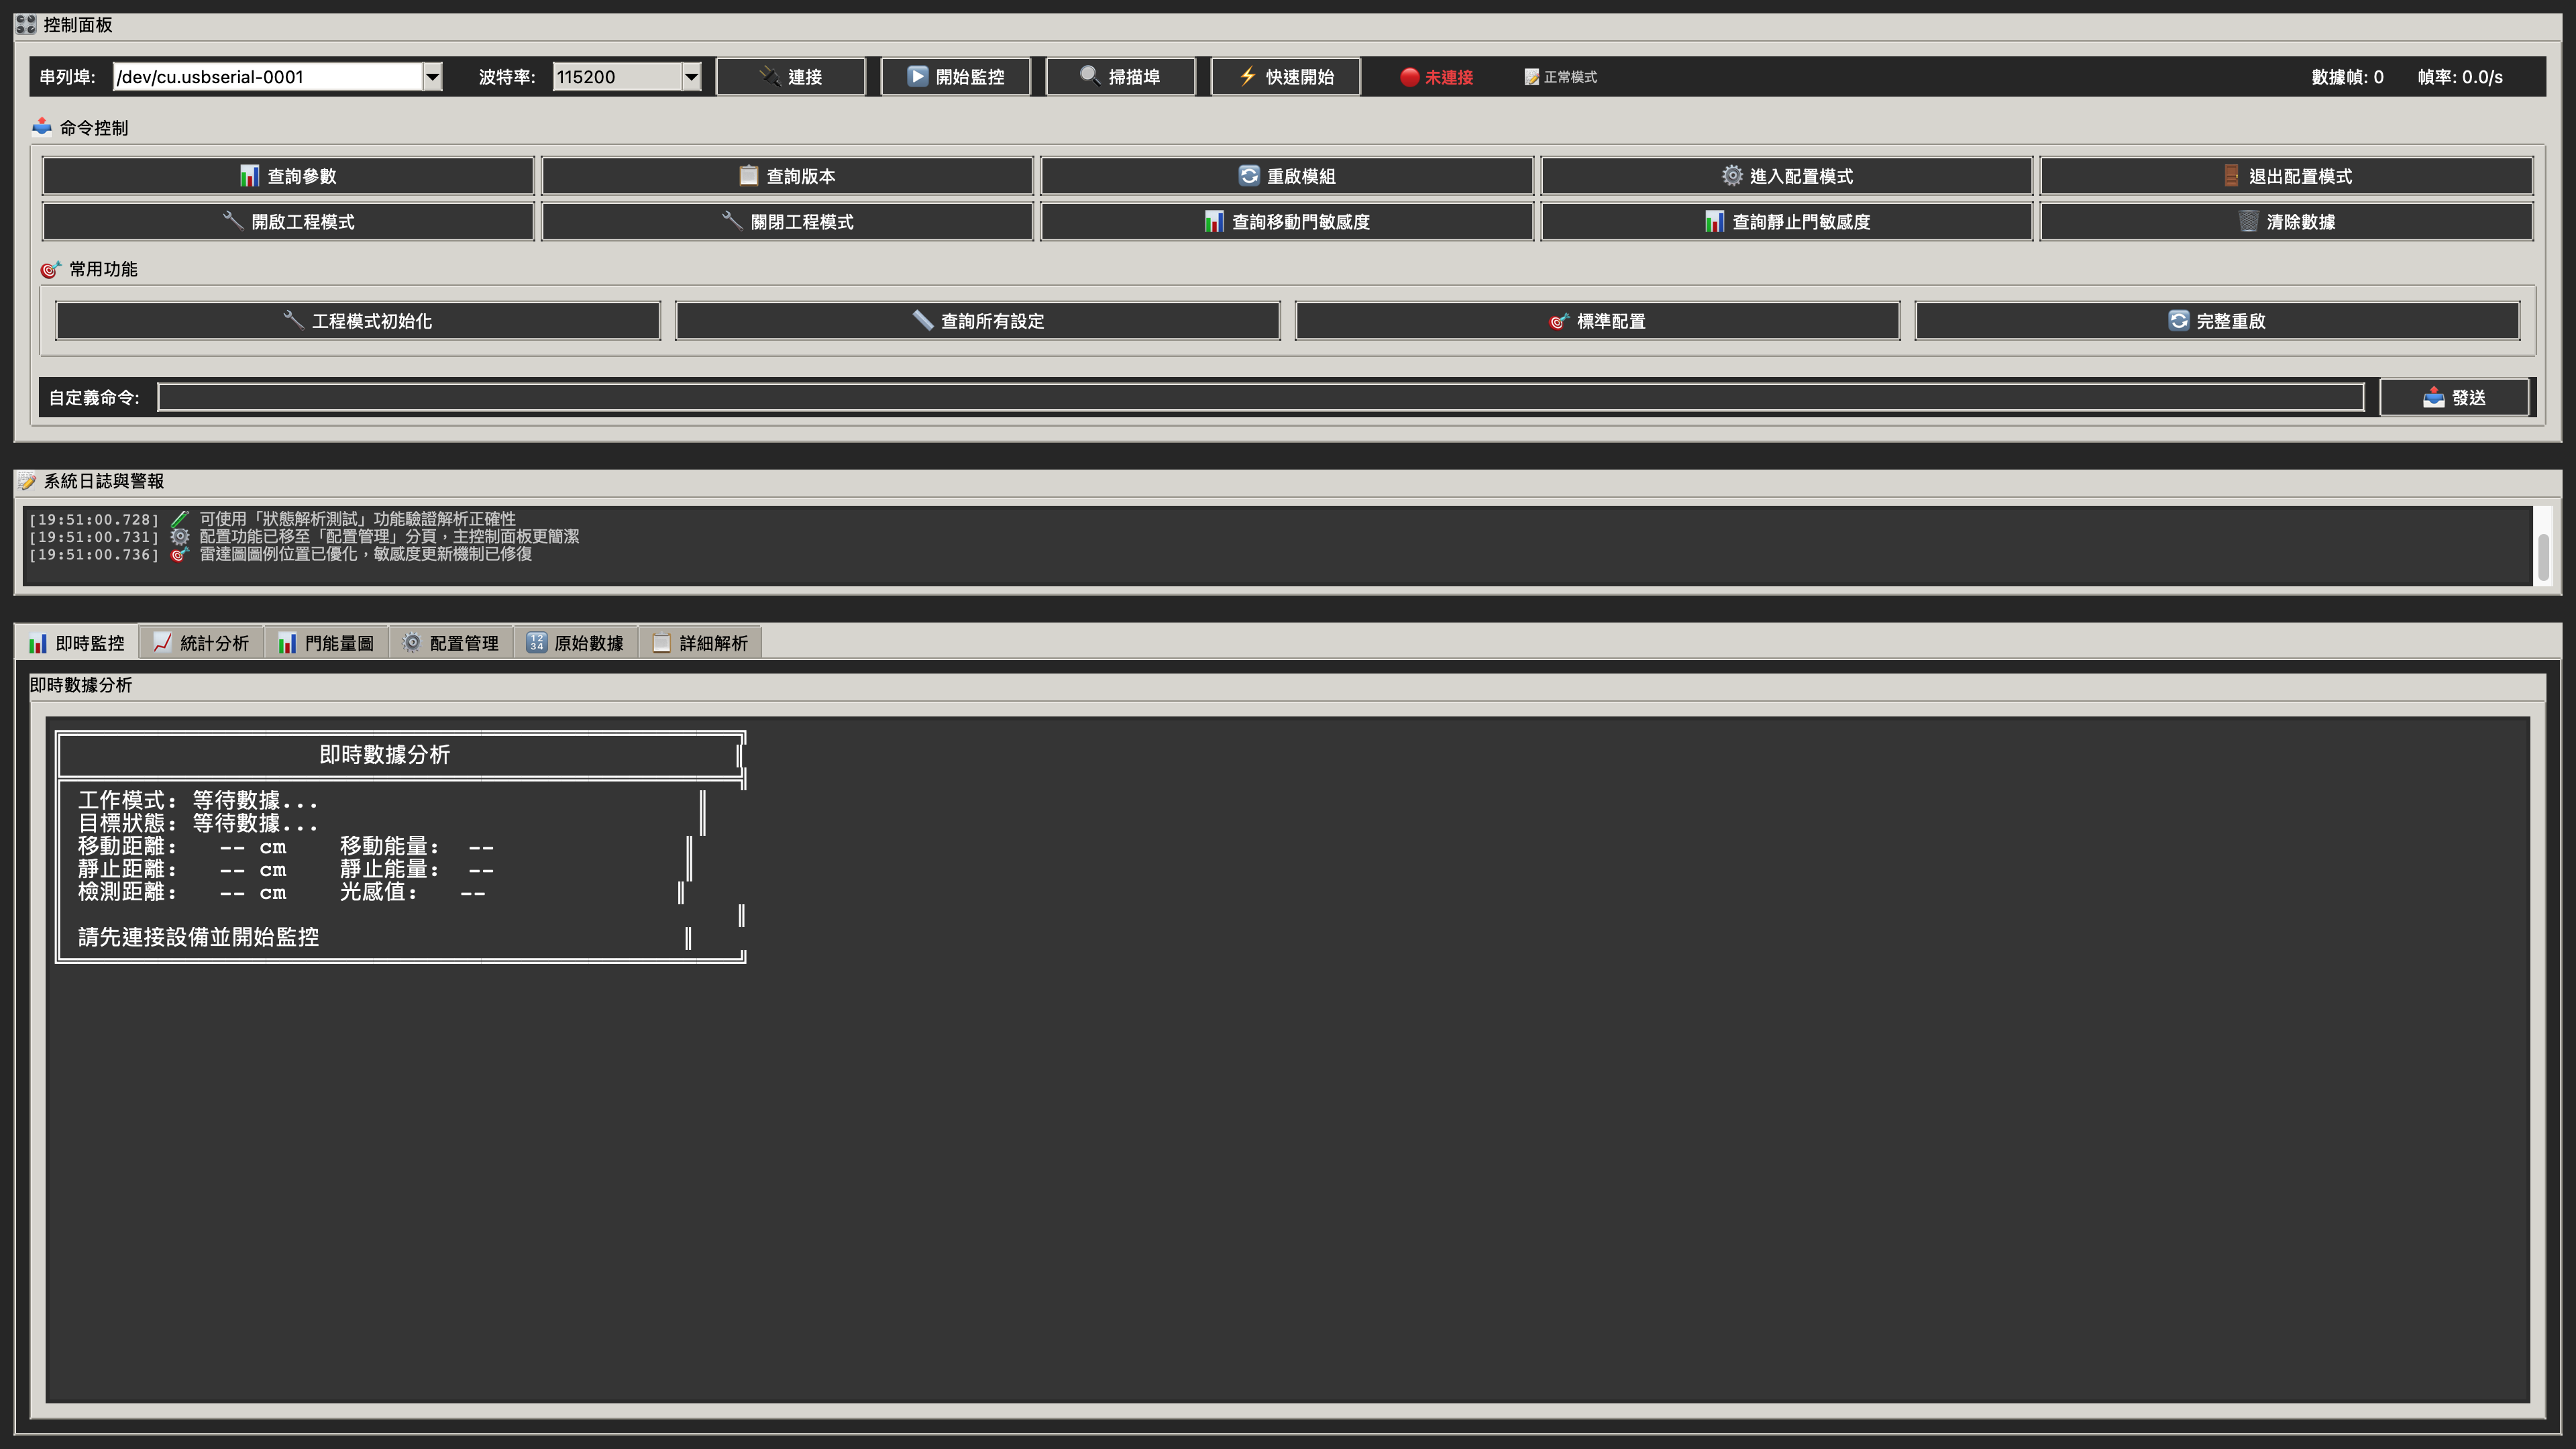 控制面板
串列埠: /dev/cu.usbserial-0001 波特率: 115200 連接 開始監控 掃描埠 快速開始 未連接 正常模式 數據幀: 0 幀率: 0.0/s
命令控制
查詢參數 查詢版本 重啟模組 進入配置模式 退出配置模式
開啟工程模式 關閉工程模式 查詢移動門敏感度 查詢靜止門敏感度 清除數據
常用功能
工程模式初始化 查詢所有設定 標準配置 完整重啟
自定義命令: 發送
系統日誌與警報
[19:51:00.728] 可使用「狀態解析測試」功能驗證解析正確性
[19:51:00.731] 配置功能已移至「配置管理」分頁，主控制面板更簡潔
[19:51:00.736] 雷達圖圖例位置已優化，敏感度更新機制已修復
即時監控 統計分析 門能量圖 配置管理 原始數據 詳細解析
即時數據分析
即時數據分析
工作模式: 等待數據...
目標狀態: 等待數據...
移動距離: -- cm 移動能量: --
靜止距離: -- cm 靜止能量: --
檢測距離: -- cm 光感值: --
請先連接設備並開始監控